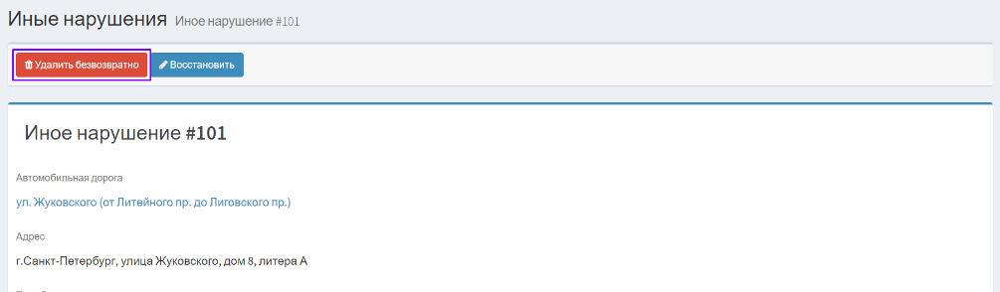 Иные нарушения Иное нарушение #101
Удалить безвозвратно Восстановить
Иное нарушение #101
Автомобильная дорога
ул. Жуковского (от Литейного пр. до Лиговского пр.)
Адрес
г.Санкт-Петербург, улица Жуковского, дом 8, литера А